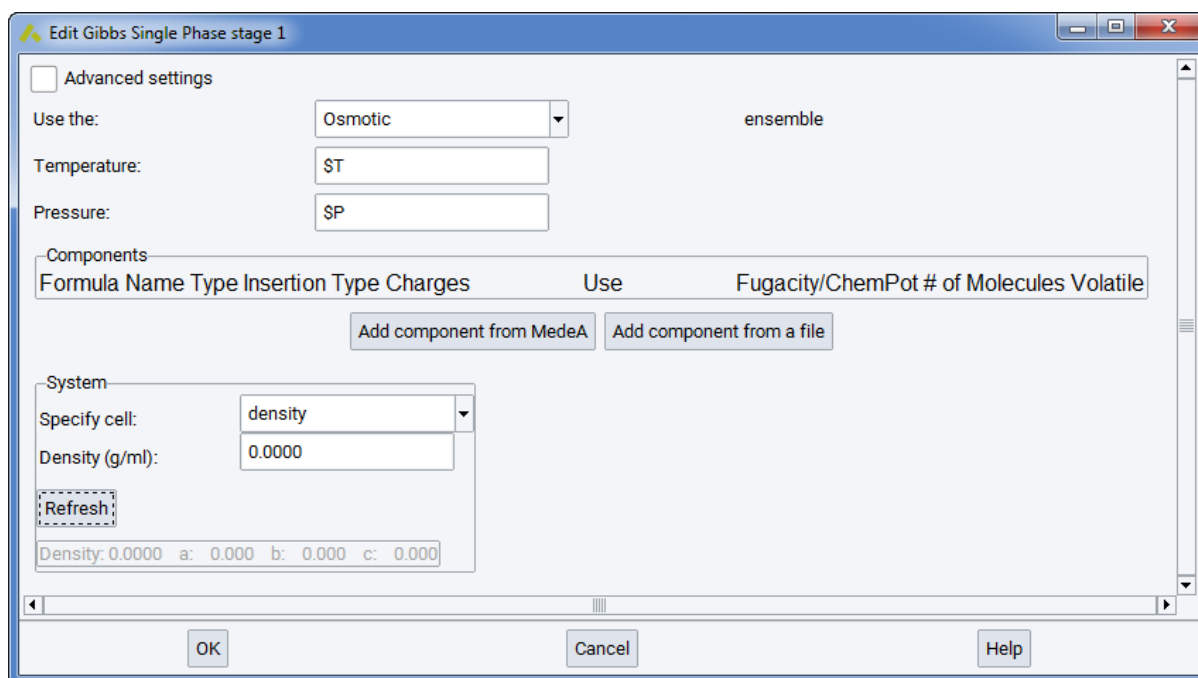 Edit Gibbs Single Phase stage 1
Advanced settings
Use the: Osmotic ensemble
Temperature: $T
Pressure: $P
Components
Formula Name Type Insertion Type Charges Use Fugacity/ChemPot # of Molecules Volatile
Add component from MedeA Add component from a file
System
Specify cell: density
Density (g/ml): 0.0000
Refresh
Density: 0.0000 a: 0.000 b: 0.000 c: 0.000
OK Cancel Help